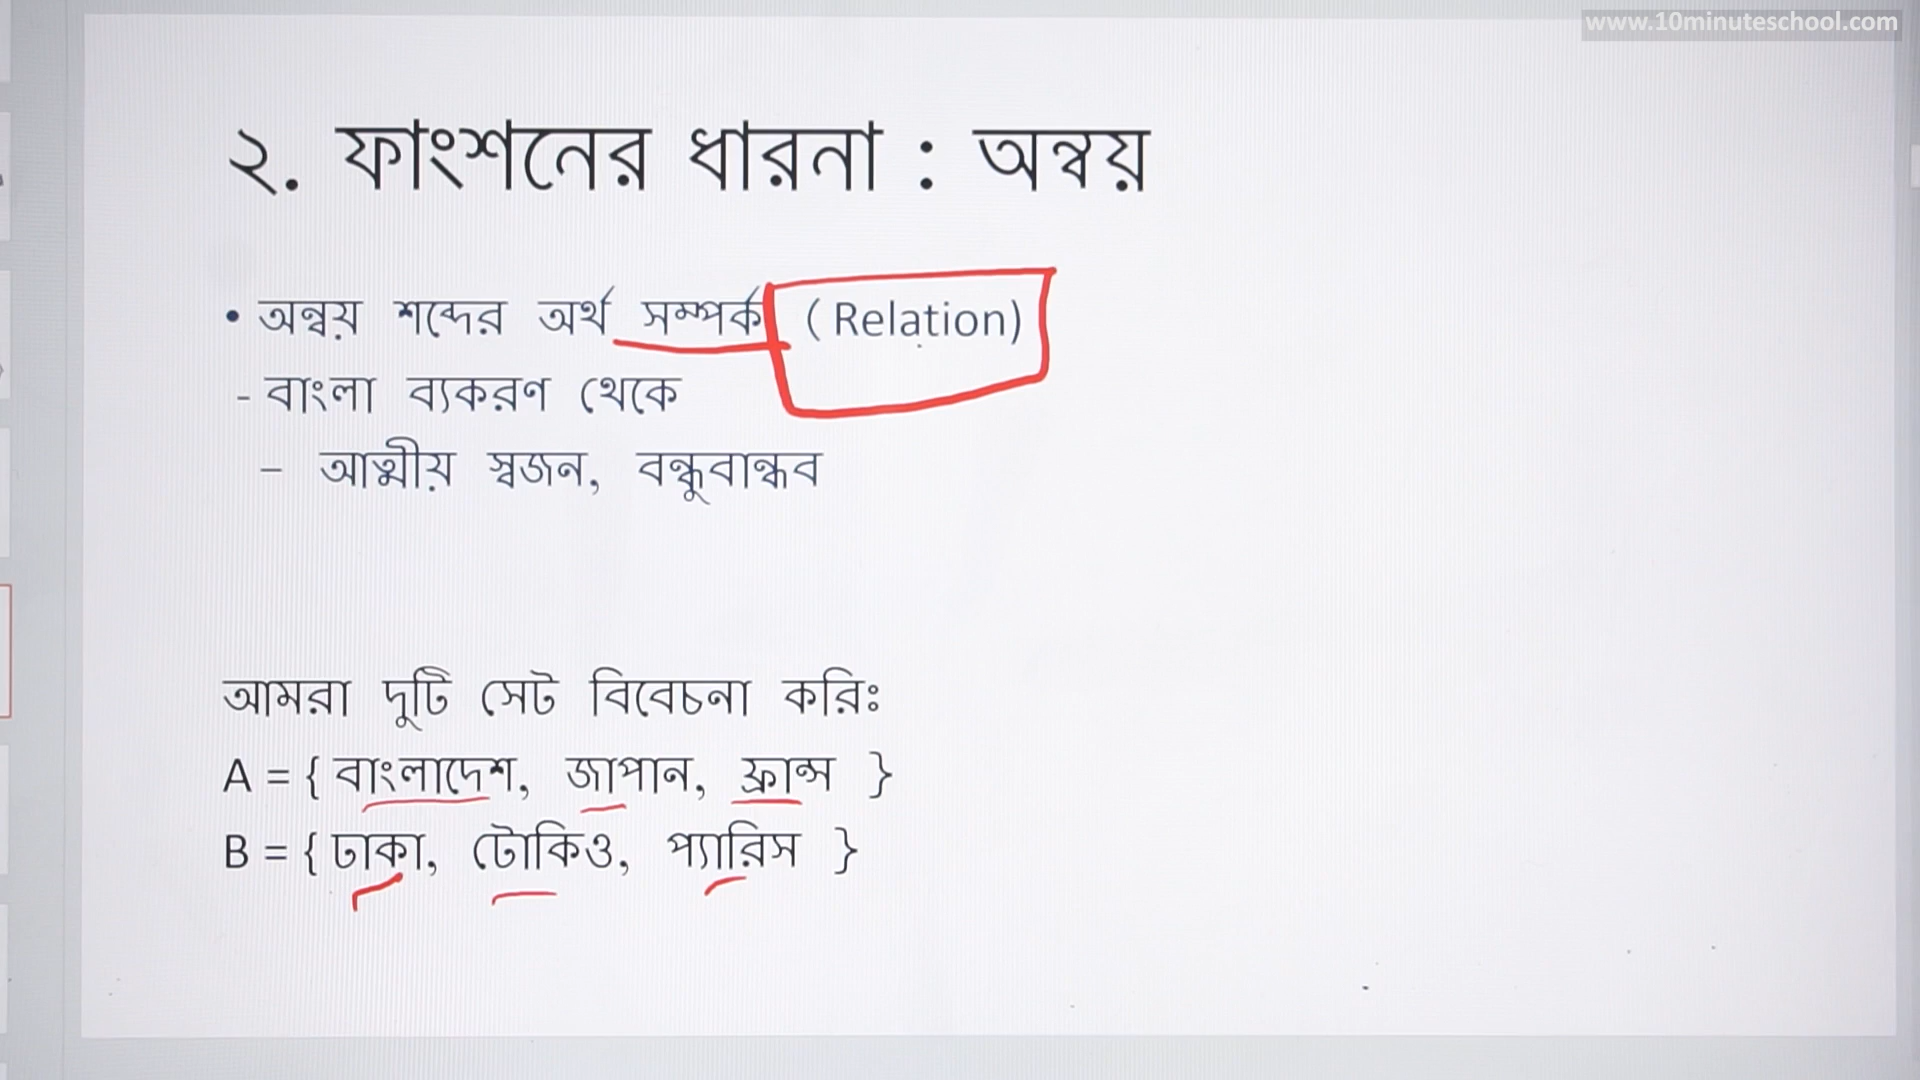 www.10minuteschool.com
২. ফাংশনের ধারনা : অন্বয়
• অন্বয় শব্দের অর্থ সম্পর্ক (Relation)
- বাংলা ব্যকরণ থেকে
– আত্মীয় স্বজন, বন্ধুবান্ধব
আমরা দুটি সেট বিবেচনা করিঃ
A = { বাংলাদেশ, জাপান, ফ্রান্স }
B = { ঢাকা, টোকিও, প্যারিস }